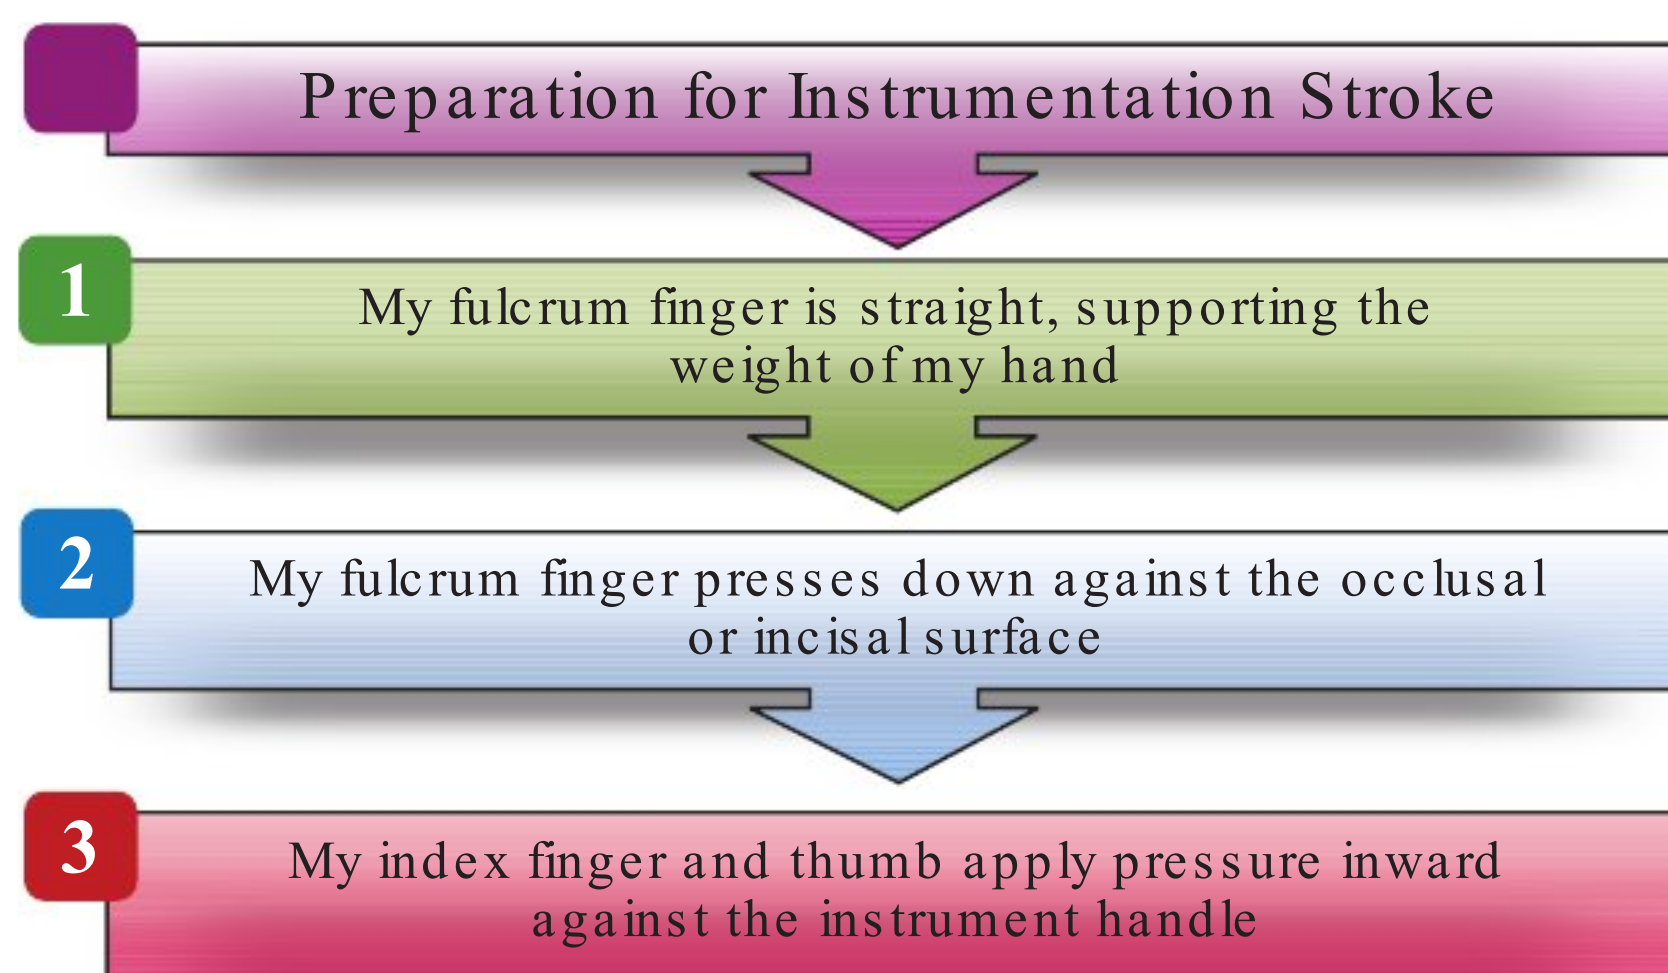 Preparation for Instrumentation Stroke
1
My fulcrum finger is straight, supporting the
weight of my hand
2
My fulcrum finger presses down against the occlusal
or incisal surface
3
My index finger and thumb apply pressure inward
against the instrument handle